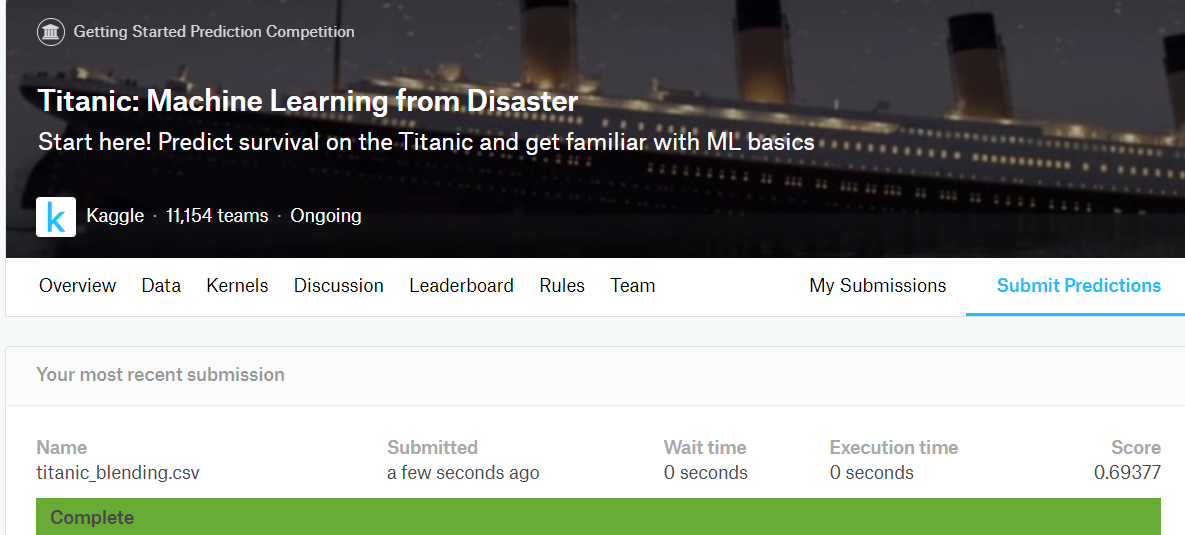 Getting Started Prediction Competition
Titanic: Machine Learning from Disaster
Start here! Predict survival on the Titanic and get familiar with ML basics
k Kaggle · 11,154 teams · Ongoing
Overview Data Kernels Discussion Leaderboard Rules Team My Submissions Submit Predictions
Your most recent submission
Name Submitted Wait time Execution time Score
titanic_blending.csv a few seconds ago 0 seconds 0 seconds 0.69377
Complete